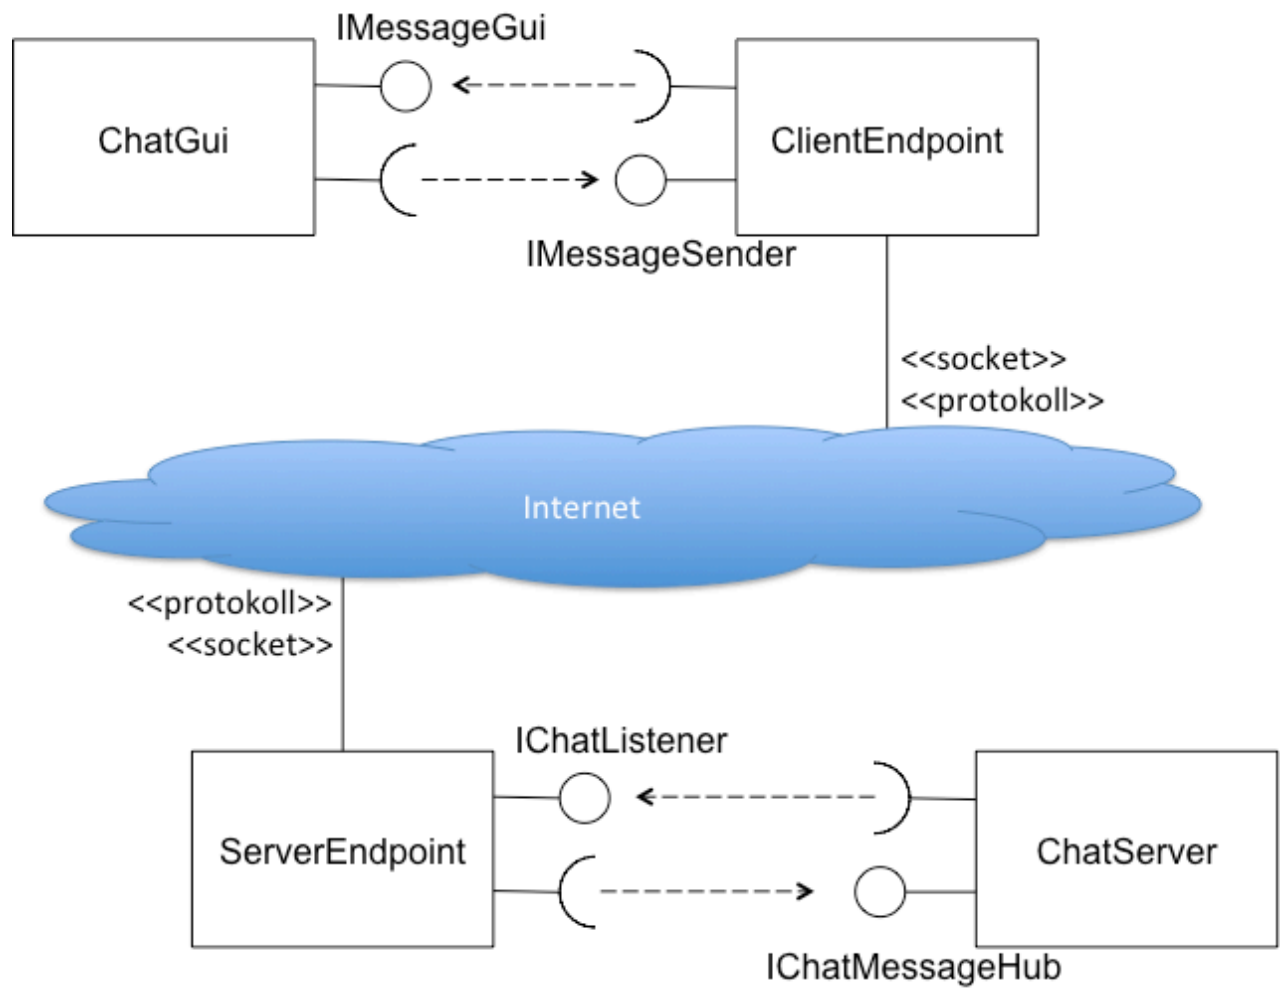 IMessageGui
ChatGui
ClientEndpoint
IMessageSender
<<socket>>
<<protokoll>>
Internet
<<protokoll>>
<<socket>>
IChatListener
ServerEndpoint
ChatServer
IChatMessageHub